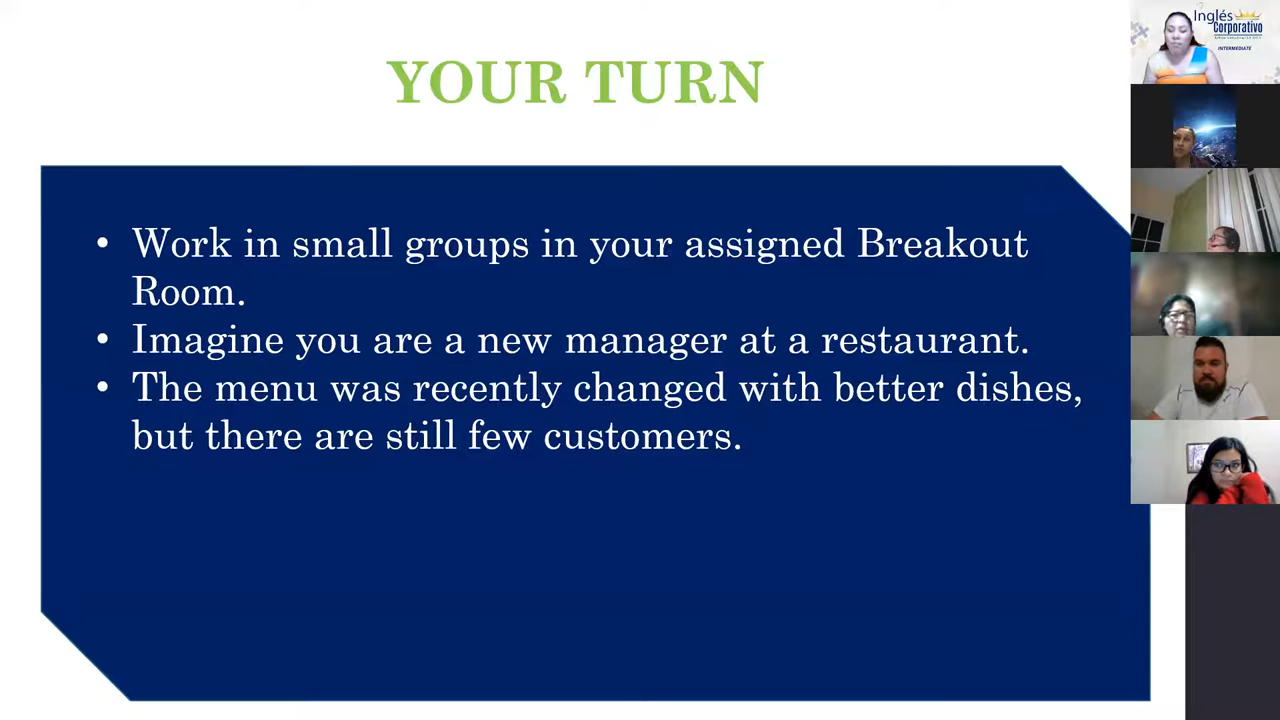 YOUR TURN
• Work in small groups in your assigned Breakout
Room.
• Imagine you are a new manager at a restaurant.
• The menu was recently changed with better dishes,
but there are still few customers.
Inglés
Corporativo
INTERMEDIATE